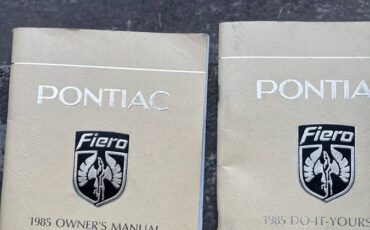 PONTIAC
Fiero
1985 OWNER'S MANUAL
PONTIA
Fiero
1985 DO-IT-YOURS